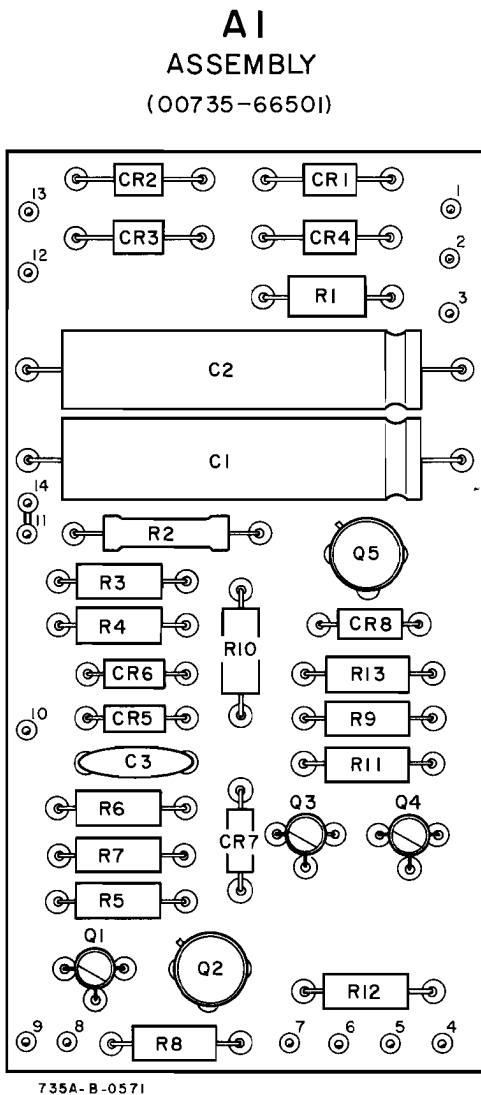 A1
ASSEMBLY
(00735-66501)
CR2 CR1
13 1
CR3 CR4
12 2
R1
3
C2
C1
14
11
R2
Q5
R3
R4 CR8
R10
CR6 R13
CR5 R9
10
C3 R11
R6 Q3 Q4
CR7
R7
R5
Q1
Q2
R12
9 8 R8 7 6 5 4
735A-B-0571